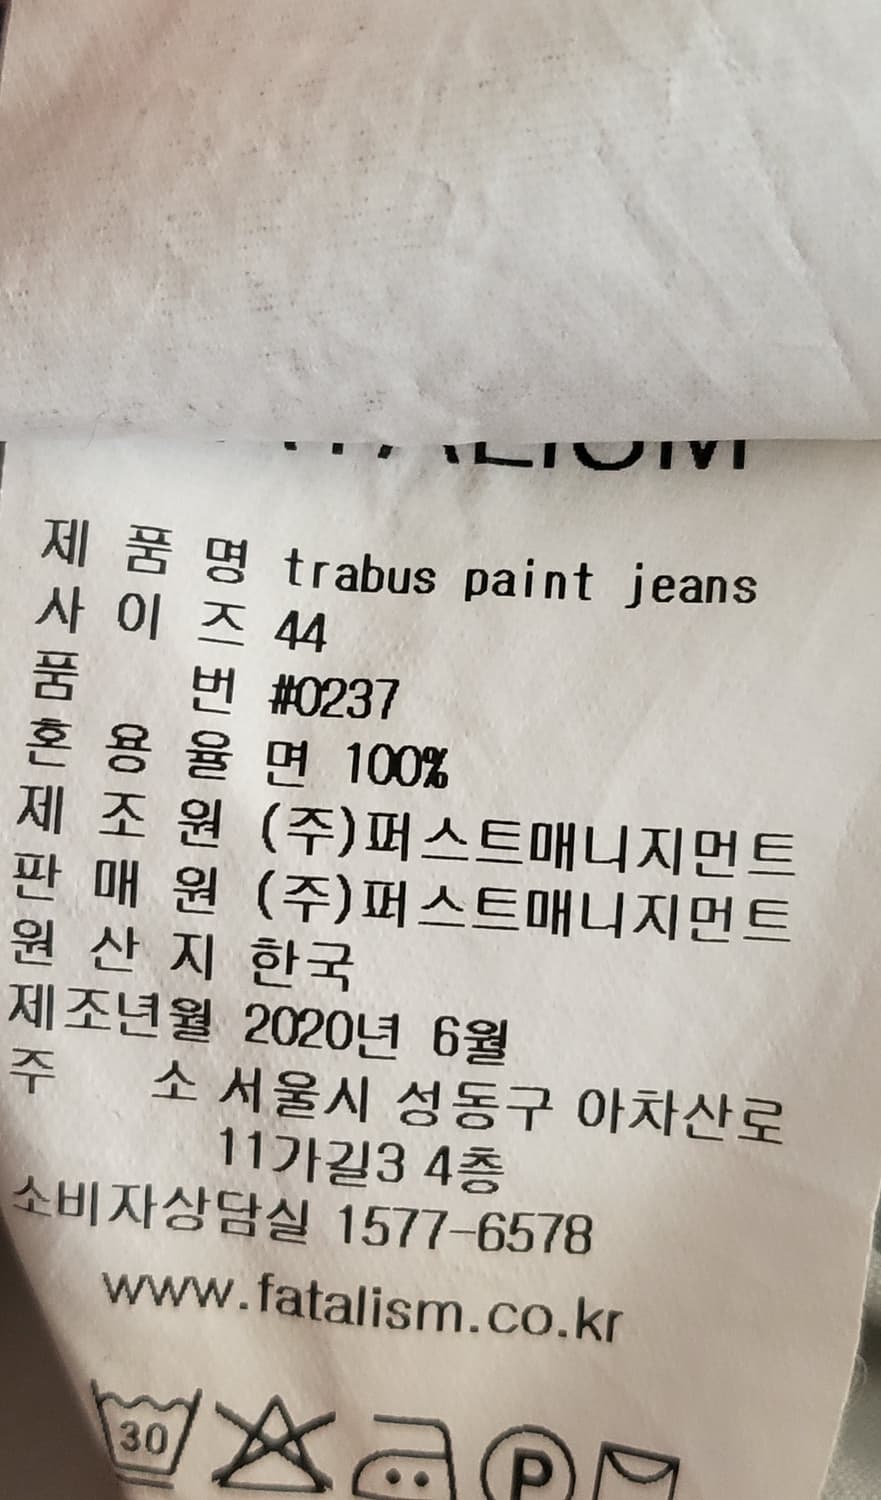 제 품 명 trabus paint jeans
사 이 즈 44
품 번 #0237
혼 용 율 면 100%
제 조 원 (주)퍼스트매니지먼트
판 매 원 (주)퍼스트매니지먼트
원 산 지 한국
제조년월 2020년 6월
주 소 서울시 성동구 아차산로
11가길3 4층
소비자상담실 1577-6578
www.fatalism.co.kr
30
P